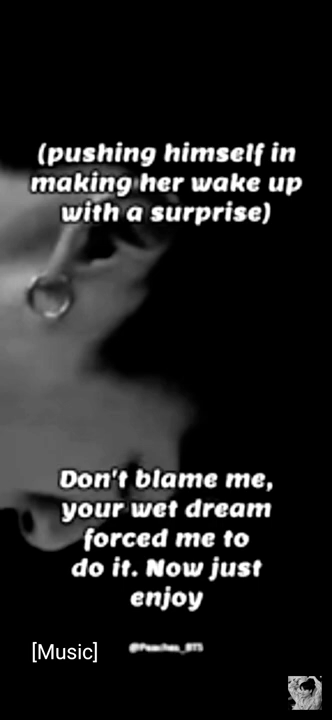 (pushing himself in
making her wake up
with a surprise)
Don't blame me,
your wet dream
forced me to
do it. Now just
enjoy
[Music]
@Peaches_BTS